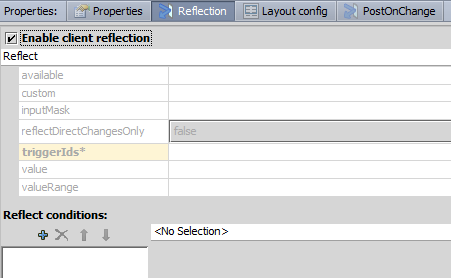 Properties: Properties Reflection Layout config PostOnChange
Enable client reflection
Reflect
available
custom
inputMask
reflectDirectChangesOnly false
triggerIds*
value
valueRange
Reflect conditions:
<No Selection>